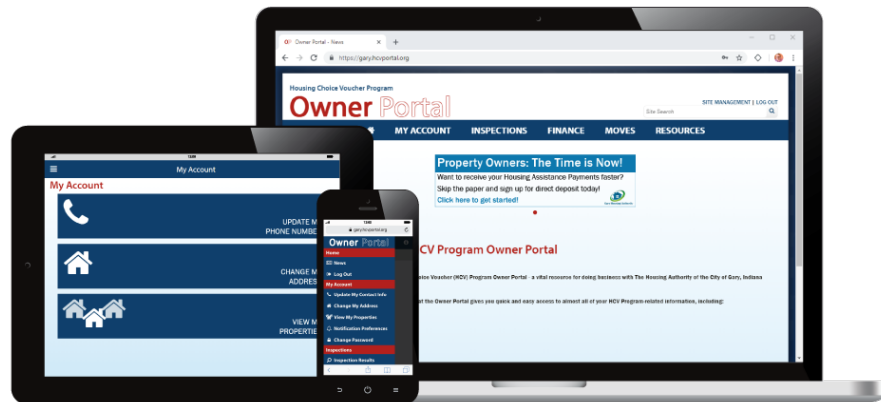 Owner Portal - News
https://gary.hcvportal.org
Housing Choice Voucher Program
Owner Portal
SITE MANAGEMENT | LOG OUT
Site Search
MY ACCOUNT INSPECTIONS FINANCE MOVES RESOURCES
Property Owners: The Time is Now!
Want to receive your Housing Assistance Payments faster?
Skip the paper and sign up for direct deposit today!
Click here to get started!
CV Program Owner Portal
ice Voucher (HCV) Program Owner Portal - a vital resource for doing business with The Housing Authority of the City of Gary, Indiana
t the Owner Portal gives you quick and easy access to almost all of your HCV Program-related information, including:
12:00
My Account
My Account
UPDATE M
PHONE NUMBE
CHANGE M
ADDRES
VIEW M
PROPERTIE
12:00
gary.hcvportal.org
Owner Portal
Home
News
Log Out
My Account
Update My Contact Info
Change My Address
View My Properties
Notification Preferences
Change Password
Inspections
Inspection Results